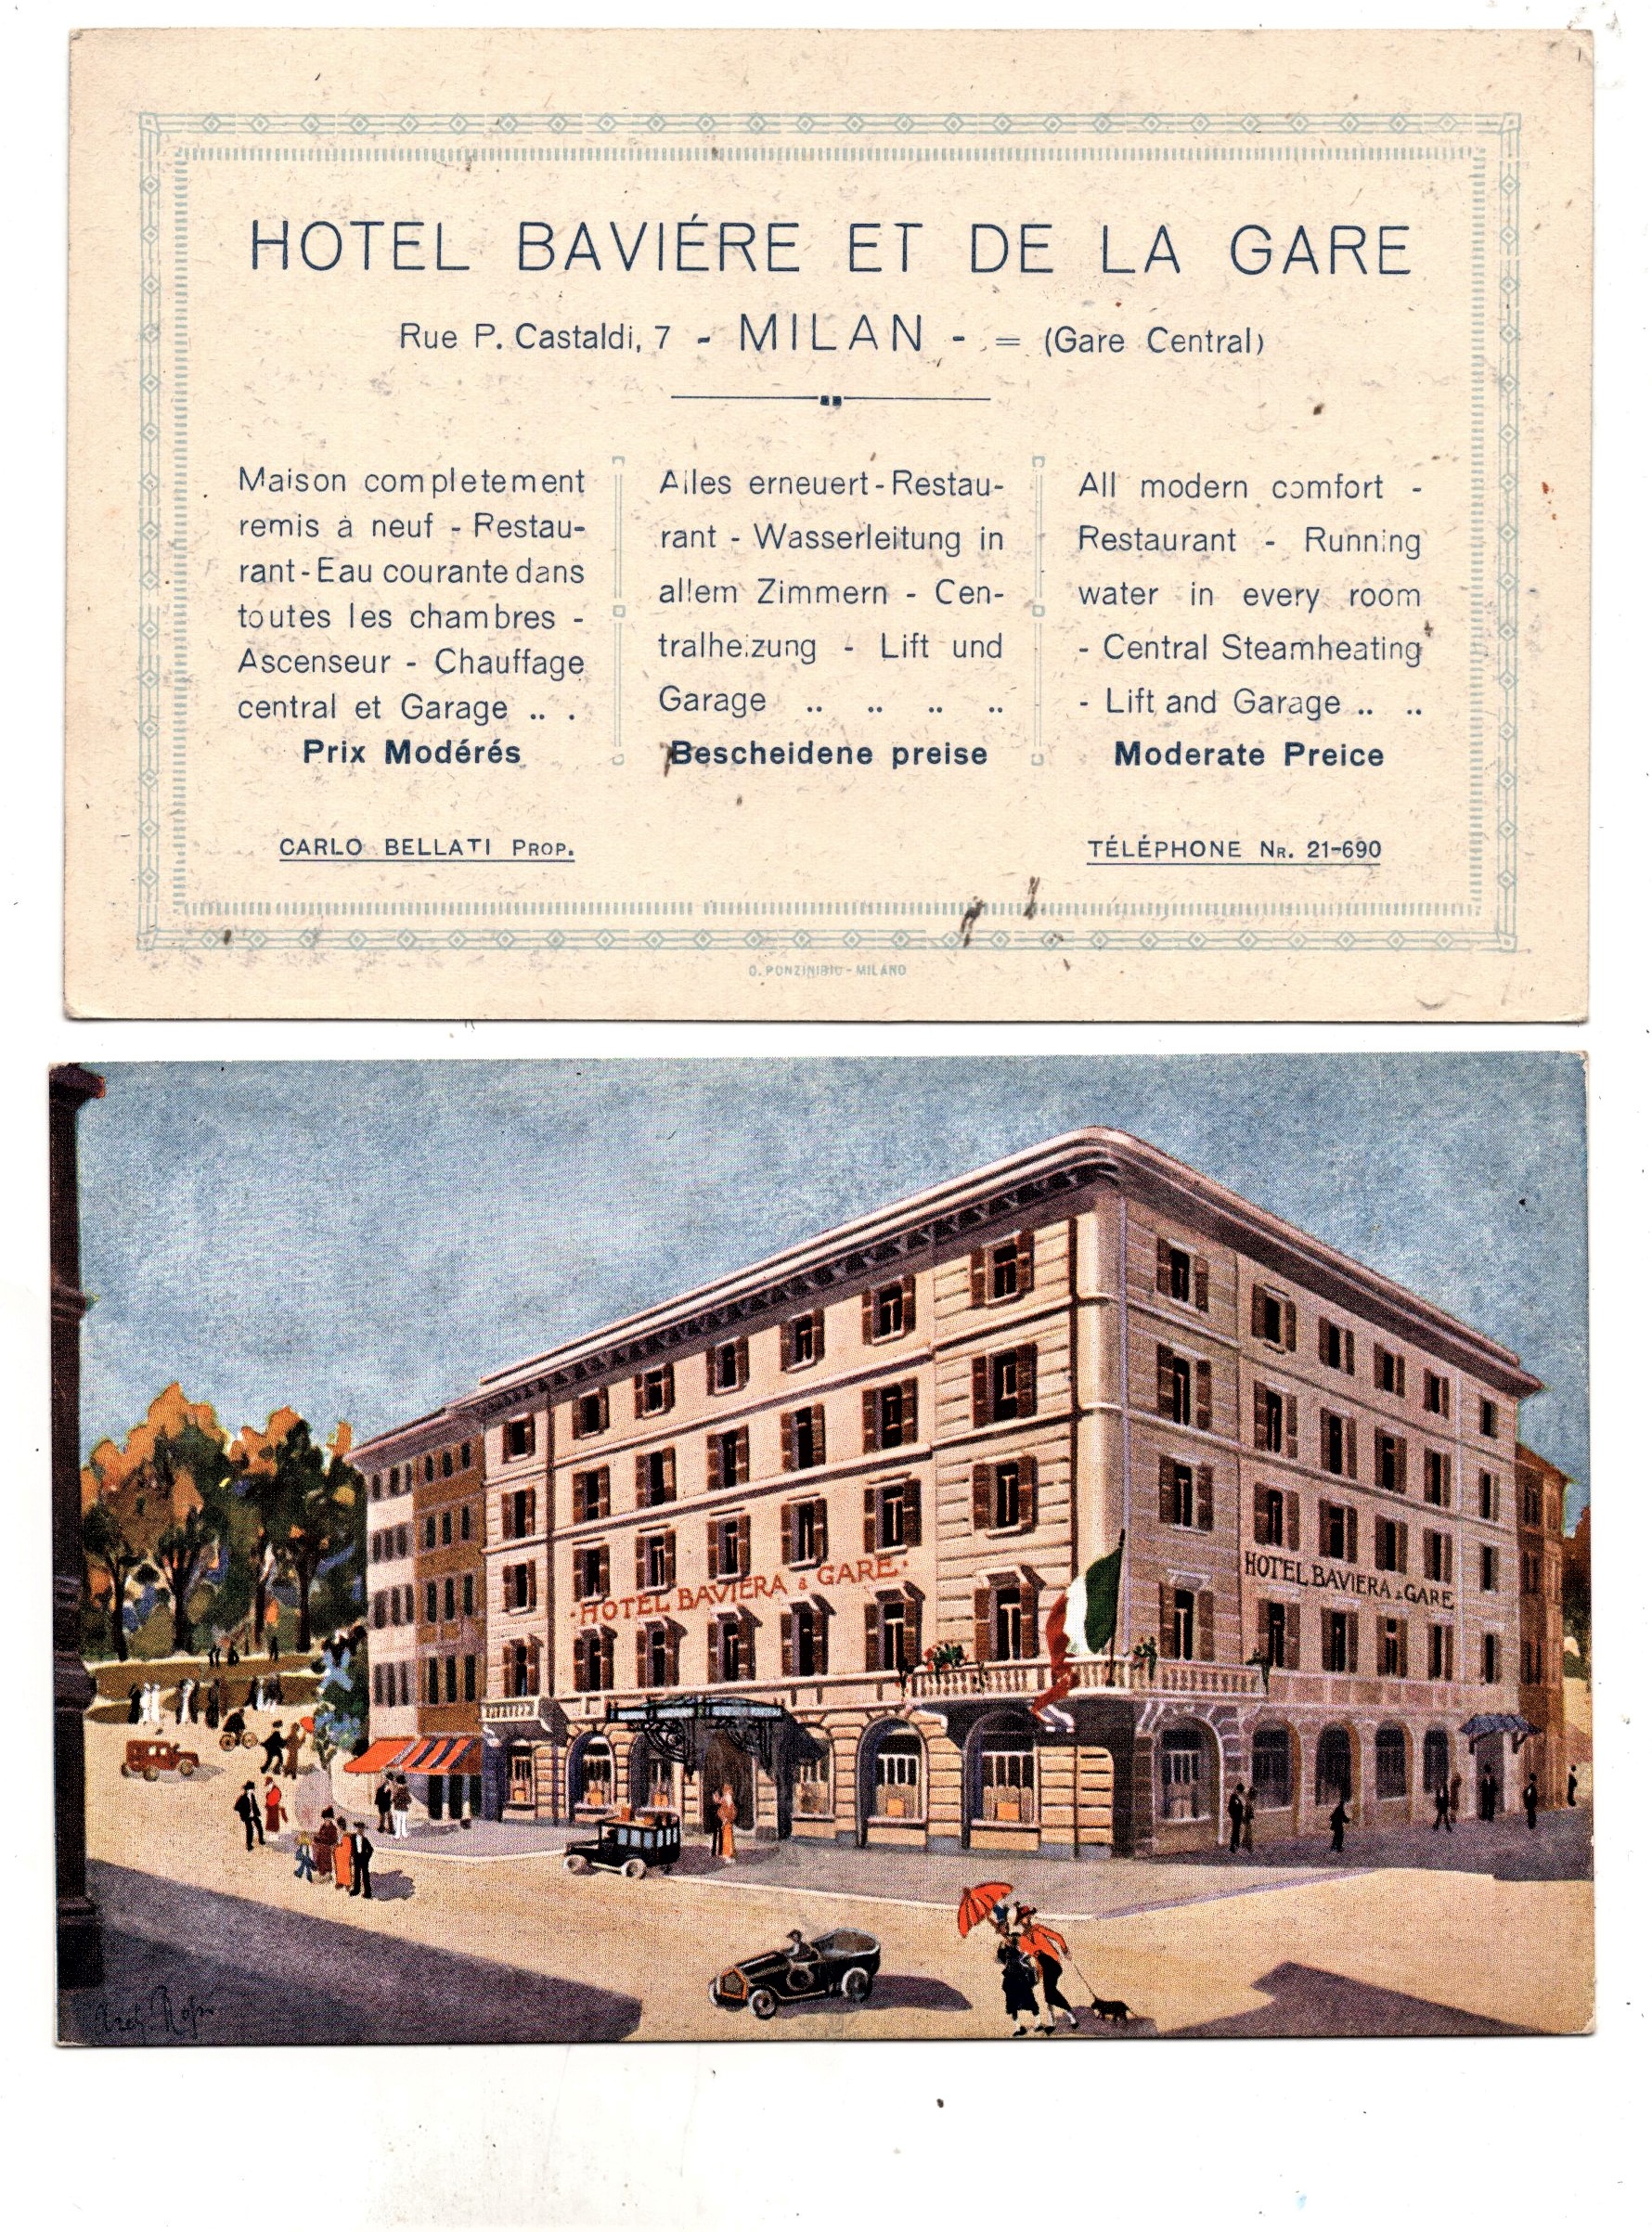 HOTEL BAVIÉRE ET DE LA GARE
Rue P. Castaldi, 7 - MILAN - = (Gare Central)
Maison completement
remis à neuf - Restau-
rant - Eau courante dans
toutes les chambres -
Ascenseur - Chauffage
central et Garage .. .
Prix Modérés
Ailes erneuert - Restau-
rant - Wasserleitung in
allem Zimmern - Cen-
tralheizung - Lift und
Garage .. .. .. ..
Bescheidene preise
All modern comfort -
Restaurant - Running
water in every room
- Central Steamheating
- Lift and Garage .. ..
Moderate Preice
CARLO BELLATI PROP.
TÉLÉPHONE NR. 21-690
O. PONZINIBIO - MILANO
·HOTEL BAVIERA & GARE·
HOTEL BAVIERA & GARE